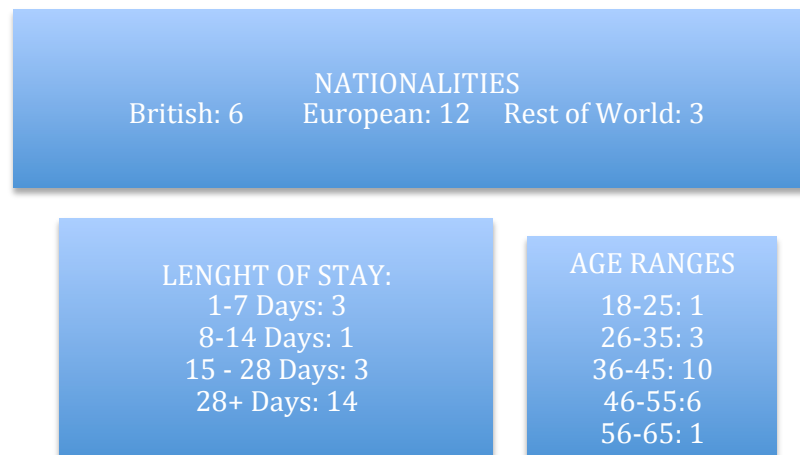 NATIONALITIES
British: 6 European: 12 Rest of World: 3
LENGHT OF STAY:
1-7 Days: 3
8-14 Days: 1
15 - 28 Days: 3
28+ Days: 14
AGE RANGES
18-25: 1
26-35: 3
36-45: 10
46-55:6
56-65: 1